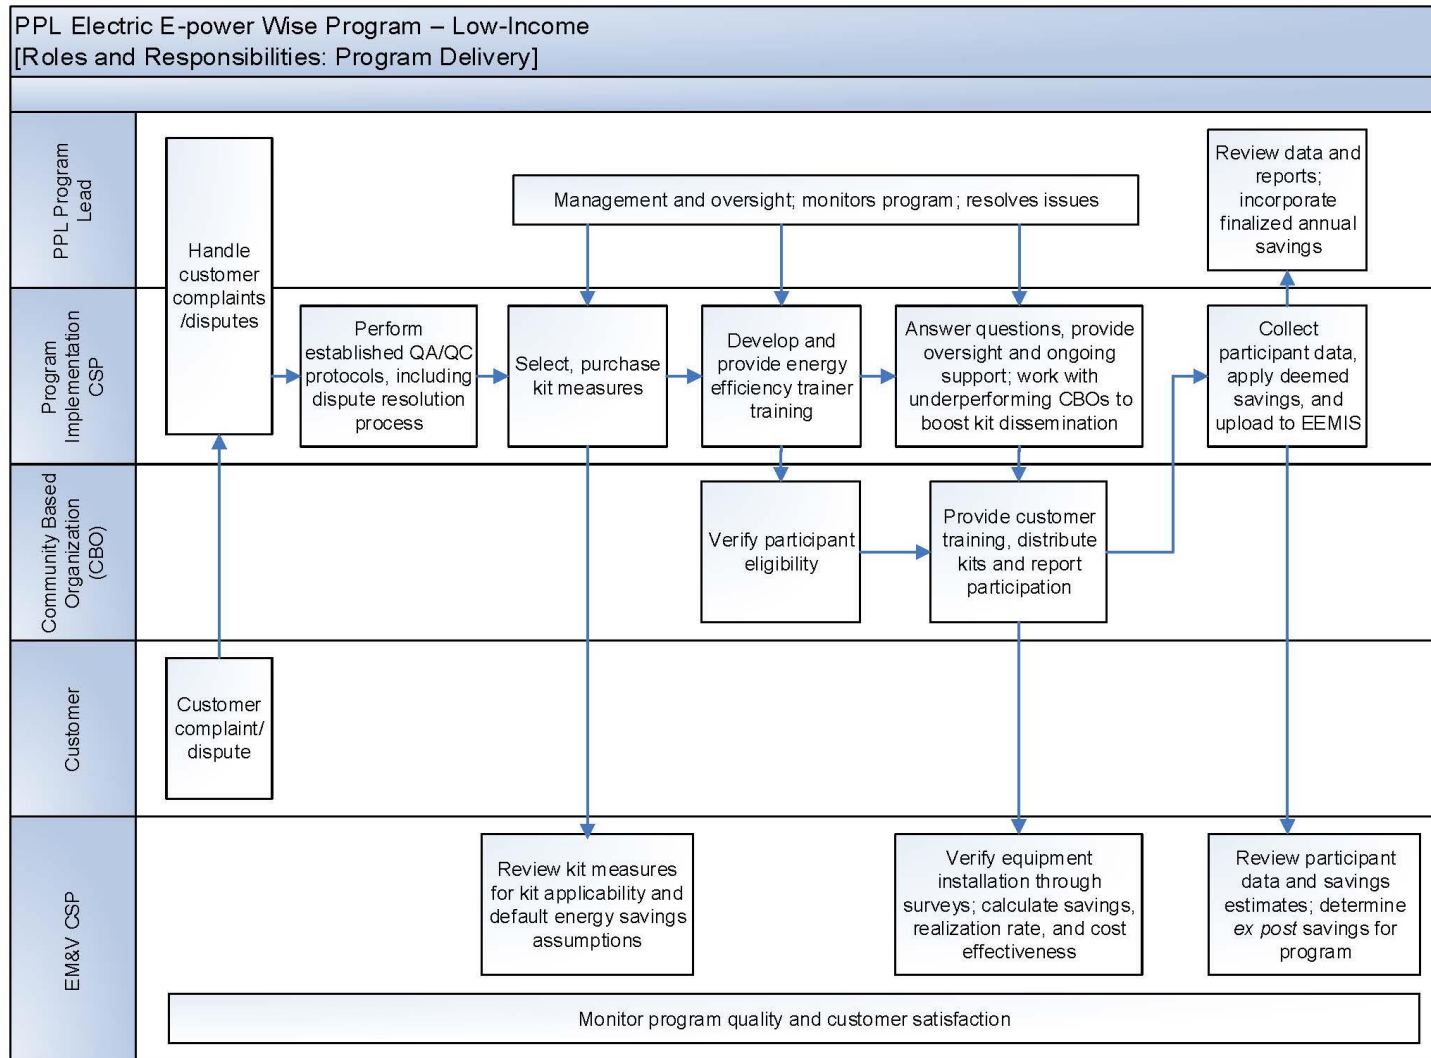 PPL Electric E-power Wise Program – Low-Income
[Roles and Responsibilities: Program Delivery]
PPL Program
Lead
Handle
customer
complaints
/disputes
Management and oversight; monitors program; resolves issues
Review data and
reports;
incorporate
finalized annual
savings
Program
Implementation
CSP
Perform
established QA/QC
protocols, including
dispute resolution
process
Select, purchase
kit measures
Develop and
provide energy
efficiency trainer
training
Answer questions, provide
oversight and ongoing
support; work with
underperforming CBOs to
boost kit dissemination
Collect
participant data,
apply deemed
savings, and
upload to EEMIS
Community Based
Organization
(CBO)
Verify participant
eligibility
Provide customer
training, distribute
kits and report
participation
Customer
Customer
complaint/
dispute
EM&V CSP
Review kit measures
for kit applicability and
default energy savings
assumptions
Verify equipment
installation through
surveys; calculate savings,
realization rate, and cost
effectiveness
Review participant
data and savings
estimates; determine
ex post savings for
program
Monitor program quality and customer satisfaction